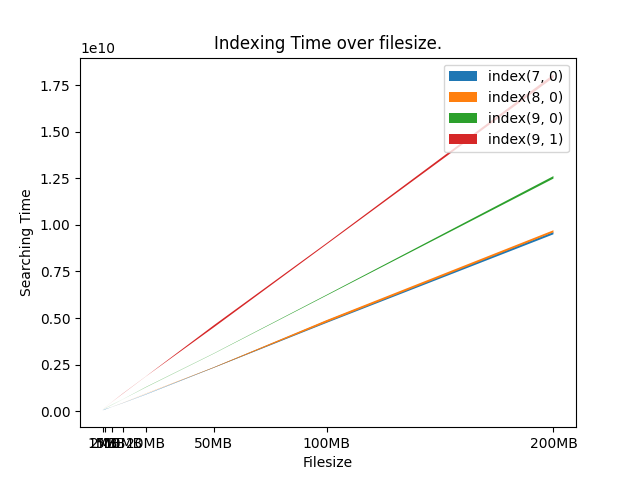 Indexing Time over filesize.
1e10
1.75
1.50
1.25
1.00
0.75
0.50
0.25
0.00
Searching Time
index(7, 0)
index(8, 0)
index(9, 0)
index(9, 1)
50MB
100MB
200MB
Filesize